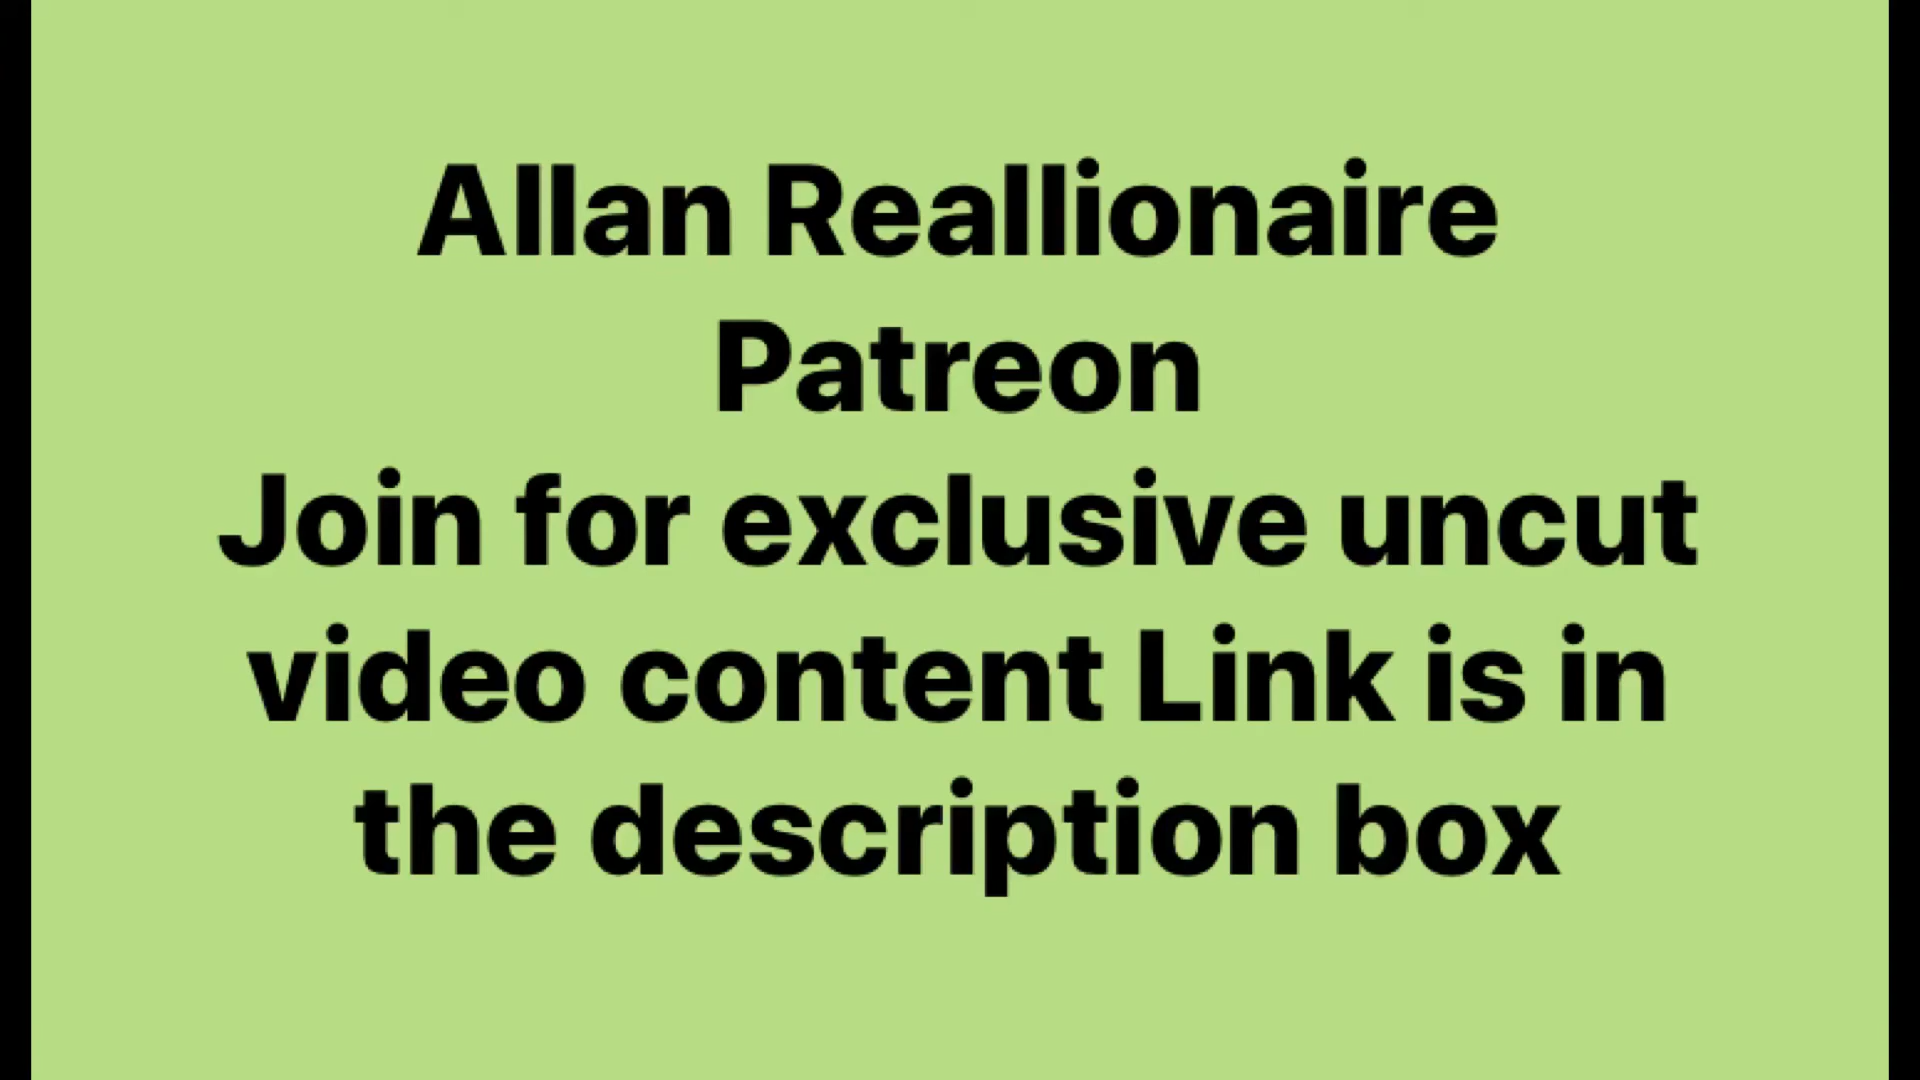 Allan Reallionaire
Patreon
Join for exclusive uncut
video content Link is in
the description box